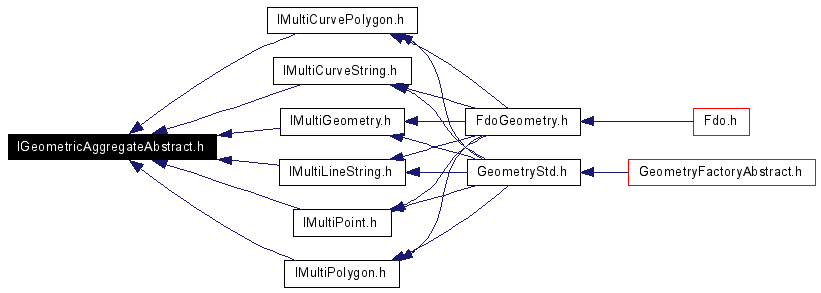 IMultiCurvePolygon.h
IMultiCurveString.h
IMultiGeometry.h
FdoGeometry.h
Fdo.h
IGeometricAggregateAbstract.h
IMultiLineString.h
GeometryStd.h
GeometryFactoryAbstract.h
IMultiPoint.h
IMultiPolygon.h